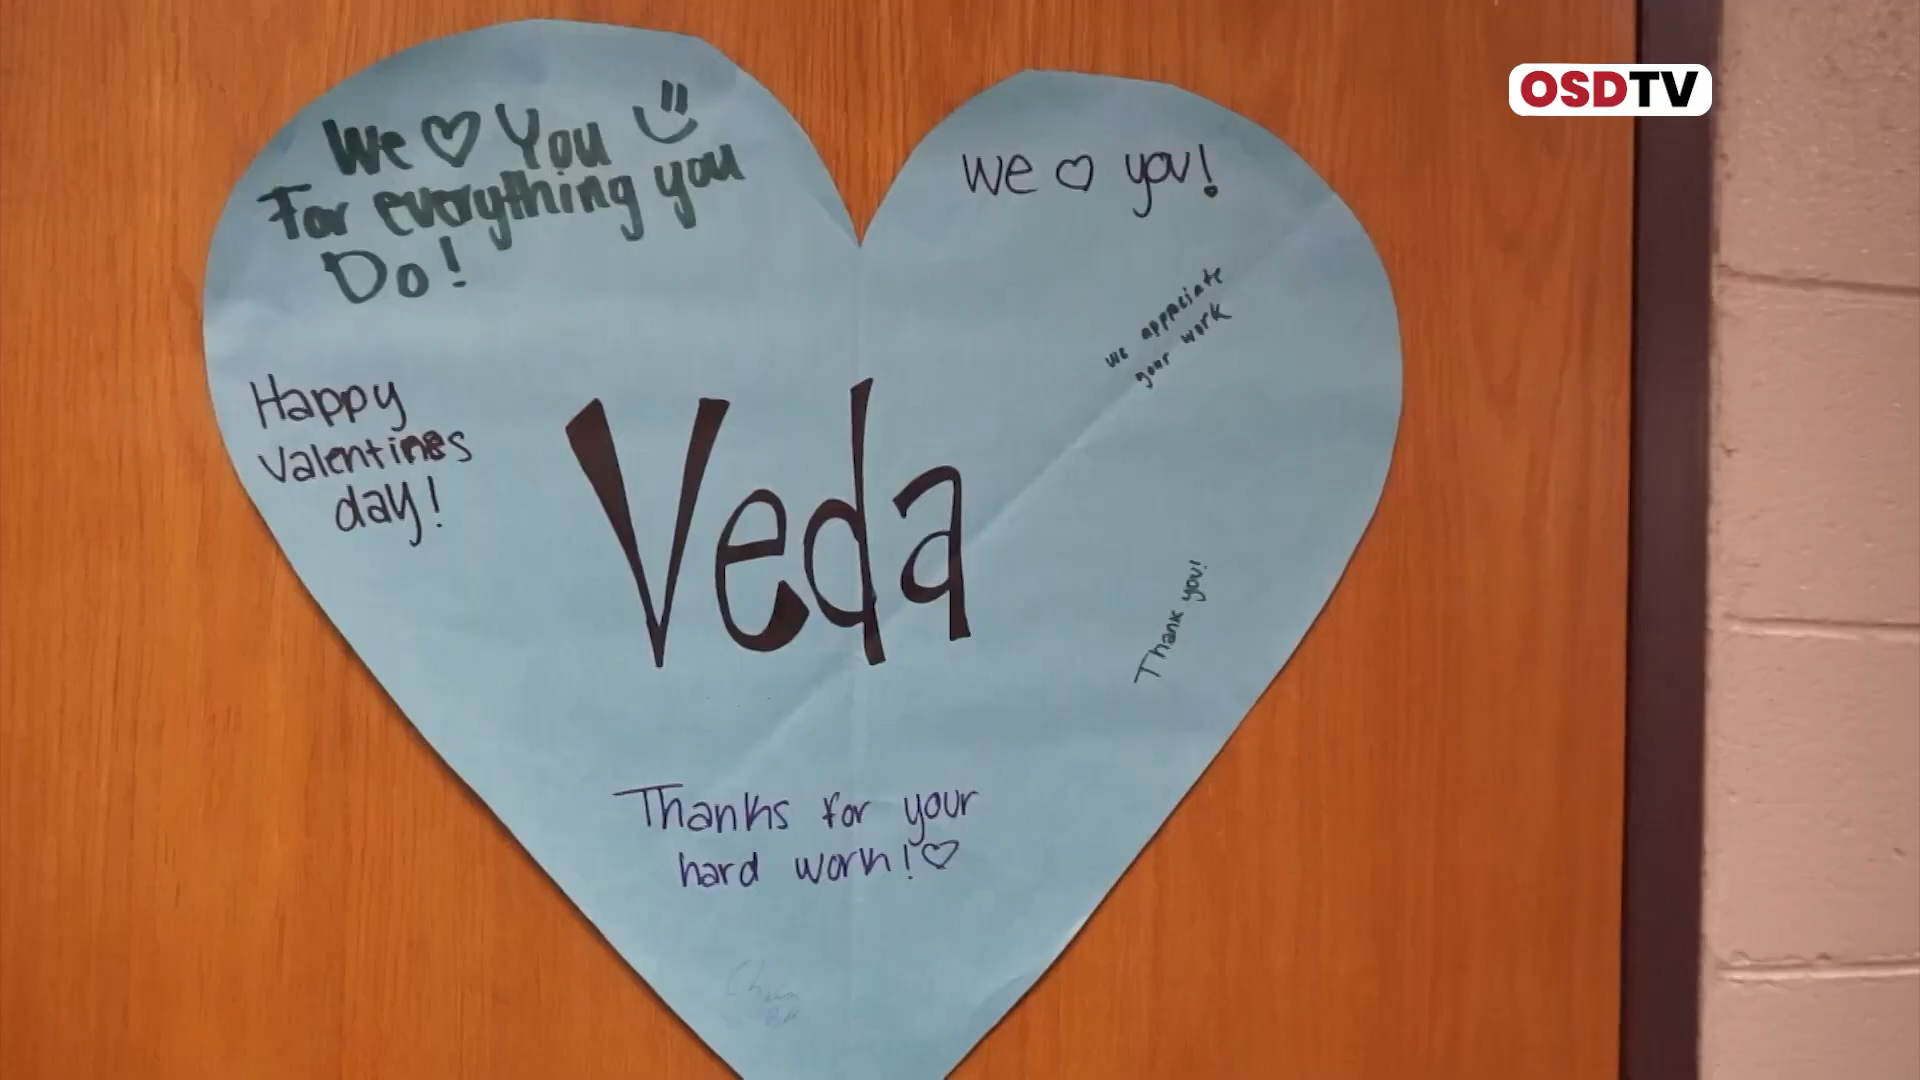 OSDTV
We ♡ You
For everything you
Do!
We ♡ you!
we appreciate
your work
Happy
Valentines
day!
Veda
Thank you!
Thanks for your
hard work! ♡